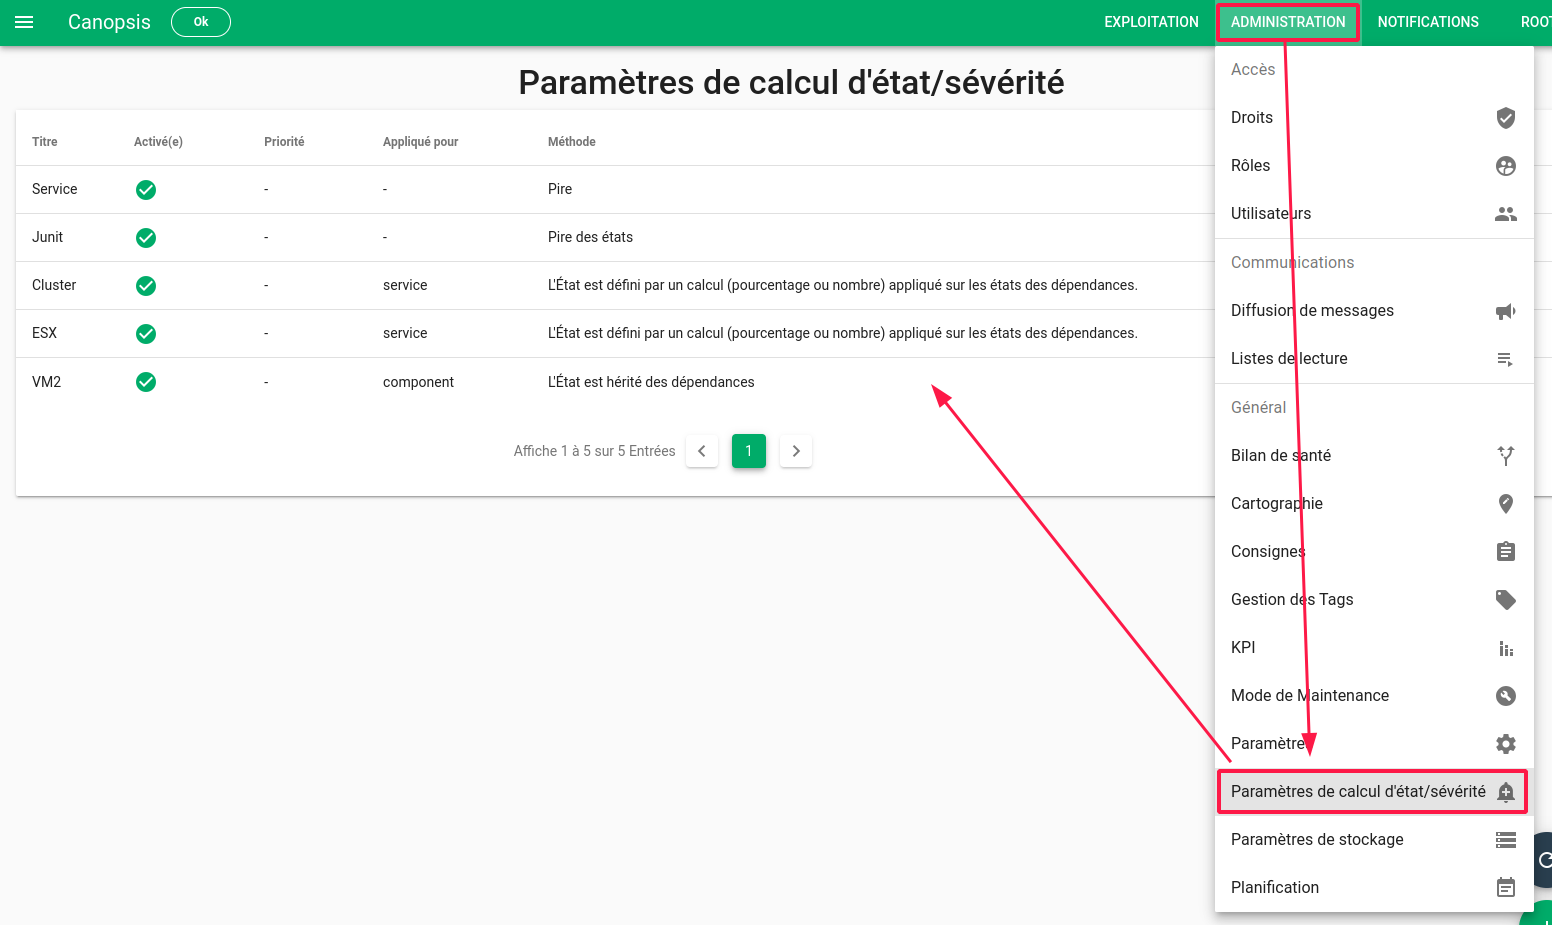 Canopsis Ok EXPLOITATION ADMINISTRATION NOTIFICATIONS ROOT
Paramètres de calcul d'état/sévérité
Titre Activé(e) Priorité Appliqué pour Méthode
Service - - Pire
Junit - - Pire des états
Cluster - service L'État est défini par un calcul (pourcentage ou nombre) appliqué sur les états des dépendances.
ESX - service L'État est défini par un calcul (pourcentage ou nombre) appliqué sur les états des dépendances.
VM2 - component L'État est hérité des dépendances
Affiche 1 à 5 sur 5 Entrées 1
Accès
Droits
Rôles
Utilisateurs
Communications
Diffusion de messages
Listes de lecture
Général
Bilan de santé
Cartographie
Consignes
Gestion des Tags
KPI
Mode de Maintenance
Paramètres
Paramètres de calcul d'état/sévérité
Paramètres de stockage
Planification